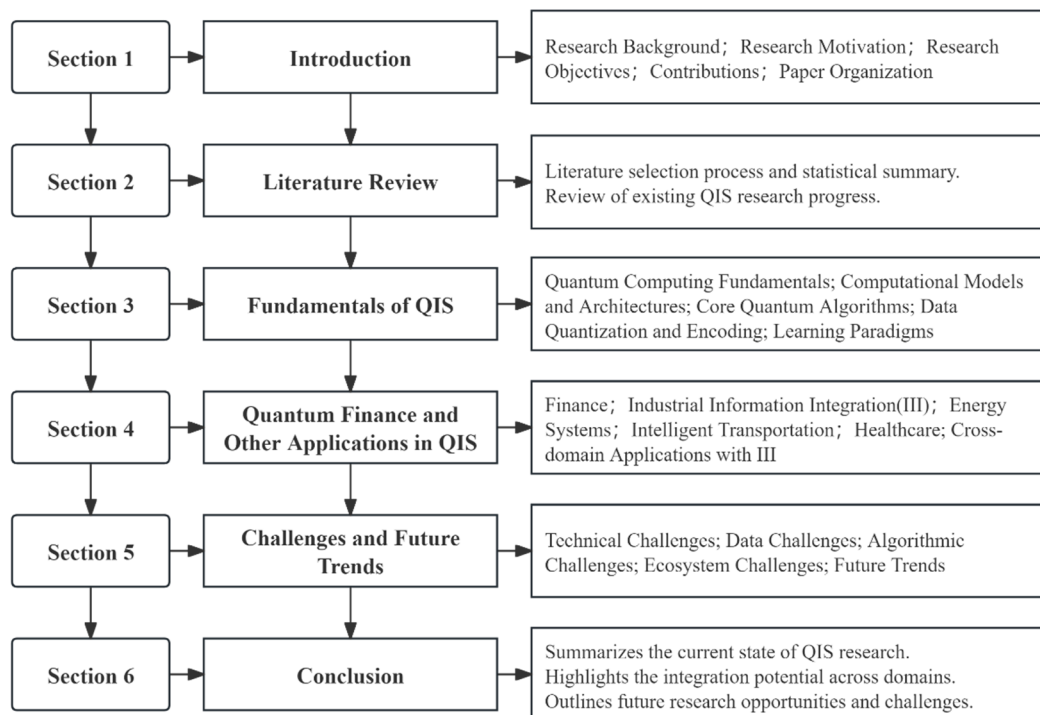 Section 1
Introduction
Research Background；Research Motivation；Research
Objectives；Contributions；Paper Organization
Section 2
Literature Review
Literature selection process and statistical summary.
Review of existing QIS research progress.
Section 3
Fundamentals of QIS
Quantum Computing Fundamentals; Computational Models
and Architectures; Core Quantum Algorithms; Data
Quantization and Encoding; Learning Paradigms
Section 4
Quantum Finance and
Other Applications in QIS
Finance；Industrial Information Integration(III)；Energy
Systems；Intelligent Transportation；Healthcare; Cross-
domain Applications with III
Section 5
Challenges and Future
Trends
Technical Challenges; Data Challenges; Algorithmic
Challenges; Ecosystem Challenges; Future Trends
Section 6
Conclusion
Summarizes the current state of QIS research.
Highlights the integration potential across domains.
Outlines future research opportunities and challenges.